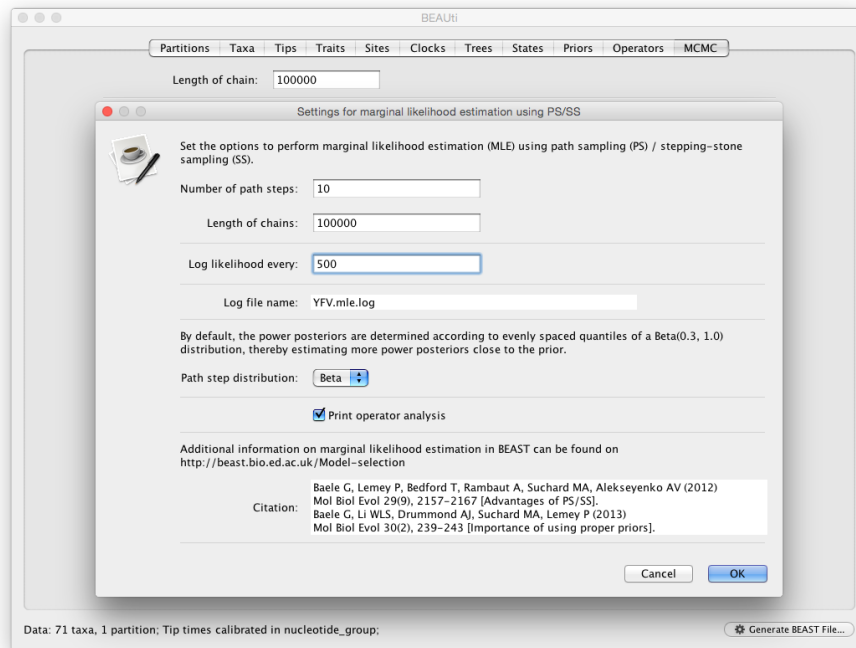 BEAUti
Partitions Taxa Tips Traits Sites Clocks Trees States Priors Operators MCMC
Length of chain: 100000
Settings for marginal likelihood estimation using PS/SS
Set the options to perform marginal likelihood estimation (MLE) using path sampling (PS) / stepping-stone
sampling (SS).
Number of path steps: 10
Length of chains: 100000
Log likelihood every: 500
Log file name: YFV.mle.log
By default, the power posteriors are determined according to evenly spaced quantiles of a Beta(0.3, 1.0)
distribution, thereby estimating more power posteriors close to the prior.
Path step distribution: Beta
Print operator analysis
Additional information on marginal likelihood estimation in BEAST can be found on
http://beast.bio.ed.ac.uk/Model-selection
Baele G, Lemey P, Bedford T, Rambaut A, Suchard MA, Alekseyenko AV (2012)
Mol Biol Evol 29(9), 2157-2167 [Advantages of PS/SS].
Citation:
Baele G, Li WLS, Drummond AJ, Suchard MA, Lemey P (2013)
Mol Biol Evol 30(2), 239-243 [Importance of using proper priors].
Cancel OK
Data: 71 taxa, 1 partition; Tip times calibrated in nucleotide_group; Generate BEAST File...